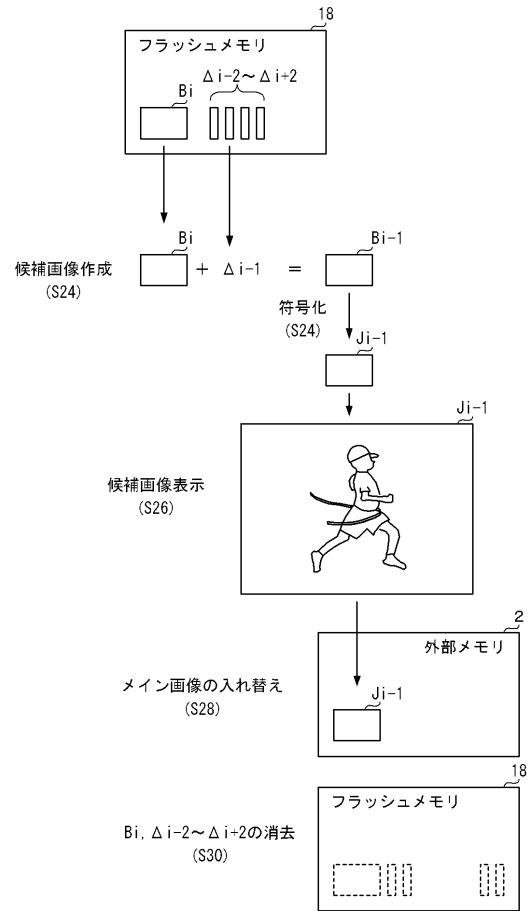 18
フラッシュメモリ
Δi-2～Δi+2
Bi
Bi
Bi-1
候補画像作成
+ Δi-1 =
(S24)
符号化
(S24)
Ji-1
Ji-1
候補画像表示
(S26)
2
外部メモリ
メイン画像の入れ替え
(S28)
Ji-1
18
フラッシュメモリ
Bi, Δi-2～Δi+2の消去
(S30)